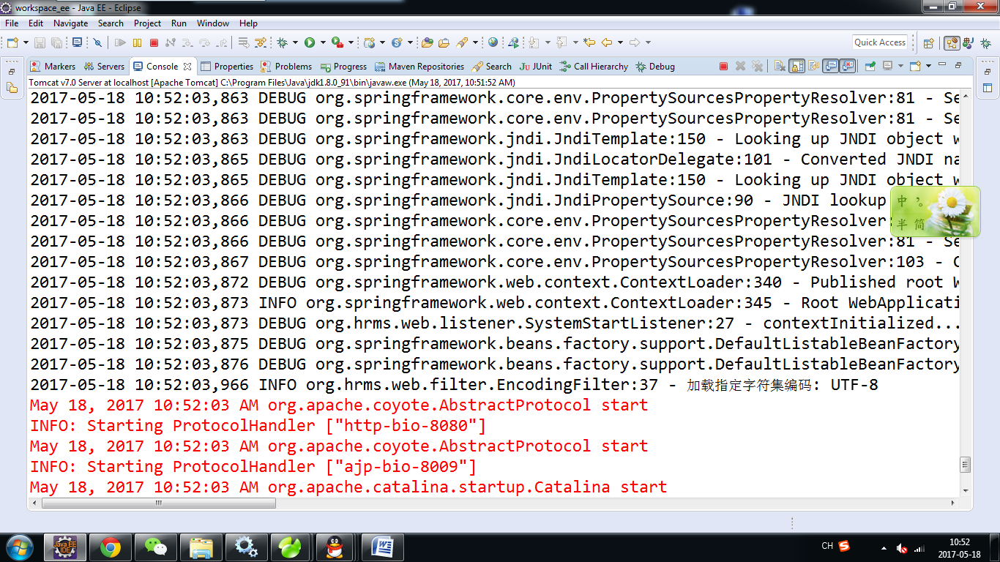 workspace_ee - Java EE - Eclipse
File Edit Navigate Search Project Run Window Help
Quick Access
Markers Servers Console Properties Problems Progress Maven Repositories Search JUnit Call Hierarchy Debug
Tomcat v7.0 Server at localhost [Apache Tomcat] C:\Program Files\Java\jdk1.8.0_91\bin\javaw.exe (May 18, 2017, 10:51:52 AM)
2017-05-18 10:52:03,863 DEBUG org.springframework.core.env.PropertySourcesPropertyResolver:81 - Se
2017-05-18 10:52:03,863 DEBUG org.springframework.core.env.PropertySourcesPropertyResolver:81 - Se
2017-05-18 10:52:03,863 DEBUG org.springframework.jndi.JndiTemplate:150 - Looking up JNDI object w
2017-05-18 10:52:03,865 DEBUG org.springframework.jndi.JndiLocatorDelegate:101 - Converted JNDI na
2017-05-18 10:52:03,865 DEBUG org.springframework.jndi.JndiTemplate:150 - Looking up JNDI object w
2017-05-18 10:52:03,866 DEBUG org.springframework.jndi.JndiPropertySource:90 - JNDI lookup
2017-05-18 10:52:03,866 DEBUG org.springframework.core.env.PropertySourcesPropertyResolver:
2017-05-18 10:52:03,866 DEBUG org.springframework.core.env.PropertySourcesPropertyResolver:81 - Se
2017-05-18 10:52:03,867 DEBUG org.springframework.core.env.PropertySourcesPropertyResolver:103 -
2017-05-18 10:52:03,872 DEBUG org.springframework.web.context.ContextLoader:340 - Published root W
2017-05-18 10:52:03,873 INFO org.springframework.web.context.ContextLoader:345 - Root WebApplicati
2017-05-18 10:52:03,873 DEBUG org.hrms.web.listener.SystemStartListener:27 - contextInitialized...
2017-05-18 10:52:03,875 DEBUG org.springframework.beans.factory.support.DefaultListableBeanFactory
2017-05-18 10:52:03,876 DEBUG org.springframework.beans.factory.support.DefaultListableBeanFactory
2017-05-18 10:52:03,966 INFO org.hrms.web.filter.EncodingFilter:37 - 加载指定字符集编码: UTF-8
May 18, 2017 10:52:03 AM org.apache.coyote.AbstractProtocol start
INFO: Starting ProtocolHandler ["http-bio-8080"]
May 18, 2017 10:52:03 AM org.apache.coyote.AbstractProtocol start
INFO: Starting ProtocolHandler ["ajp-bio-8009"]
May 18, 2017 10:52:03 AM org.apache.catalina.startup.Catalina start
中 ，。
半 简
Java EE
IDE
CH
10:52
2017-05-18